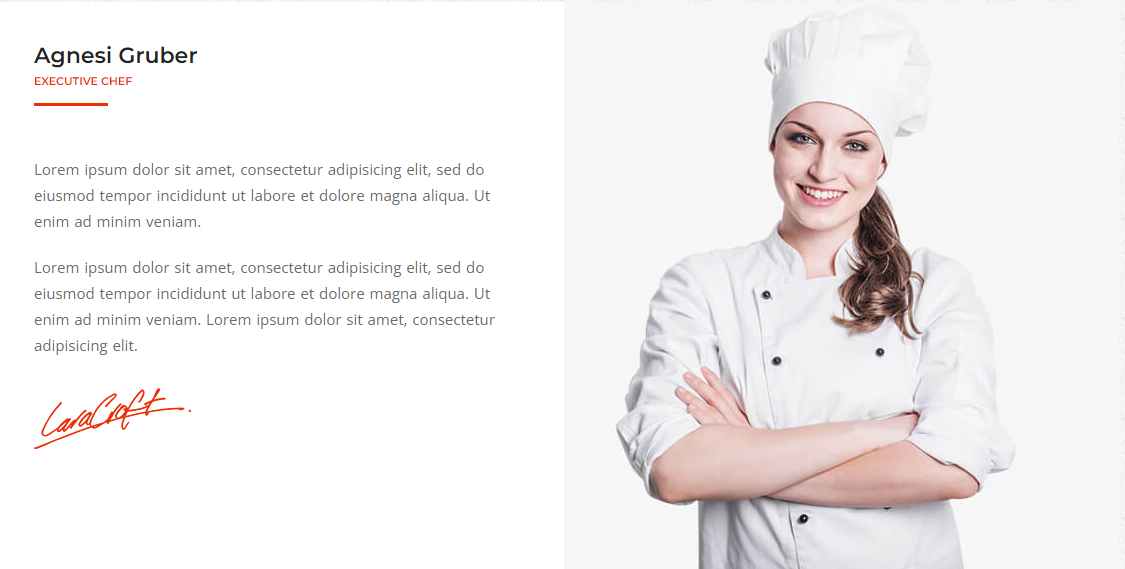 Agnesi Gruber
EXECUTIVE CHEF
Lorem ipsum dolor sit amet, consectetur adipisicing elit, sed do
eiusmod tempor incididunt ut labore et dolore magna aliqua. Ut
enim ad minim veniam.
Lorem ipsum dolor sit amet, consectetur adipisicing elit, sed do
eiusmod tempor incididunt ut labore et dolore magna aliqua. Ut
enim ad minim veniam. Lorem ipsum dolor sit amet, consectetur
adipisicing elit.
LaraCroft